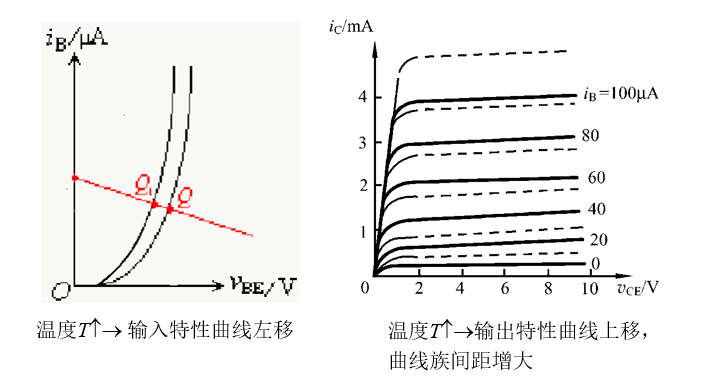 iB/μA
Q₁
Q
O
vBE/V
温度T↑→ 输入特性曲线左移
iC/mA
4
3
2
1
iB=100μA
80
60
40
20
0
0
2
4
6
8
10
vCE/V
温度T↑→输出特性曲线上移，
曲线族间距增大